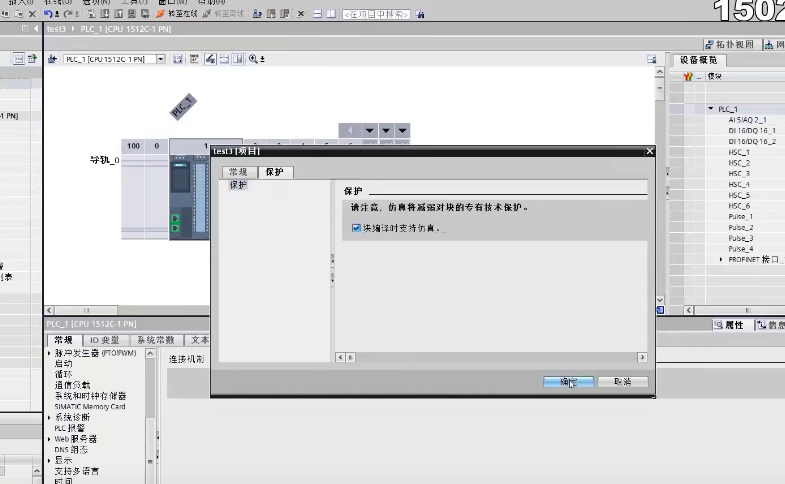 插入(I) 在线(O) 选项(N) 工具(T) 窗口(W) 帮助(H)
1502
转至在线 转至离线 <在项目中搜索>
test3 ▸ PLC_1 [CPU 1512C-1 PN]
拓扑视图 网
PLC_1 [CPU 1512C-1 PN]
设备概览
模块
PLC_1
100 0 1
导轨_0
PLC_1
AI 5/AQ 2_1
DI 16/DQ 16_1
DI 16/DQ 16_2
HSC_1
HSC_2
HSC_3
HSC_4
HSC_5
HSC_6
Pulse_1
Pulse_2
Pulse_3
Pulse_4
PROFINET 接口_
test3 [项目]
常规 保护
保护
保护
请注意，仿真将减弱对块的专有技术保护。
块编译时支持仿真。
确定 取消
PLC_1 [CPU 1512C-1 PN]
属性 信息
常规 IO 变量 系统常数 文本
脉冲发生器 (PTO/PWM)
启动
循环
通信负载
系统和时钟存储器
SIMATIC Memory Card
系统诊断
PLC 报警
Web 服务器
DNS 组态
显示
支持多语言
时间
连接机制